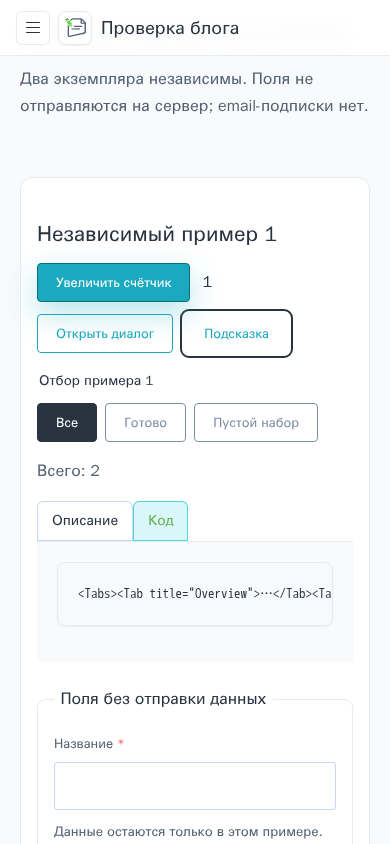 Проверка блога
Два экземпляра независимы. Поля не
отправляются на сервер; email-подписки нет.
Независимый пример 1
Увеличить счётчик 1
Открыть диалог Подсказка
Отбор примера 1
Все Готово Пустой набор
Всего: 2
Описание Код
<Tabs><Tab title="Overview">⋯</Tab><Ta
Поля без отправки данных
Название *
Данные остаются только в этом примере.